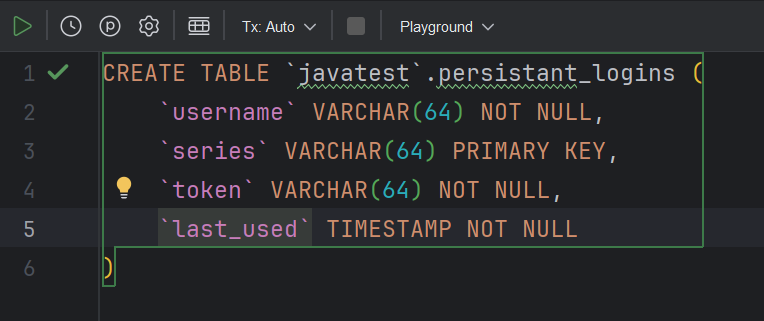 Tx: Auto Playground
1 CREATE TABLE `javatest`.persistant_logins (
2 `username` VARCHAR(64) NOT NULL,
3 `series` VARCHAR(64) PRIMARY KEY,
4 `token` VARCHAR(64) NOT NULL,
5 `last_used` TIMESTAMP NOT NULL
6 )